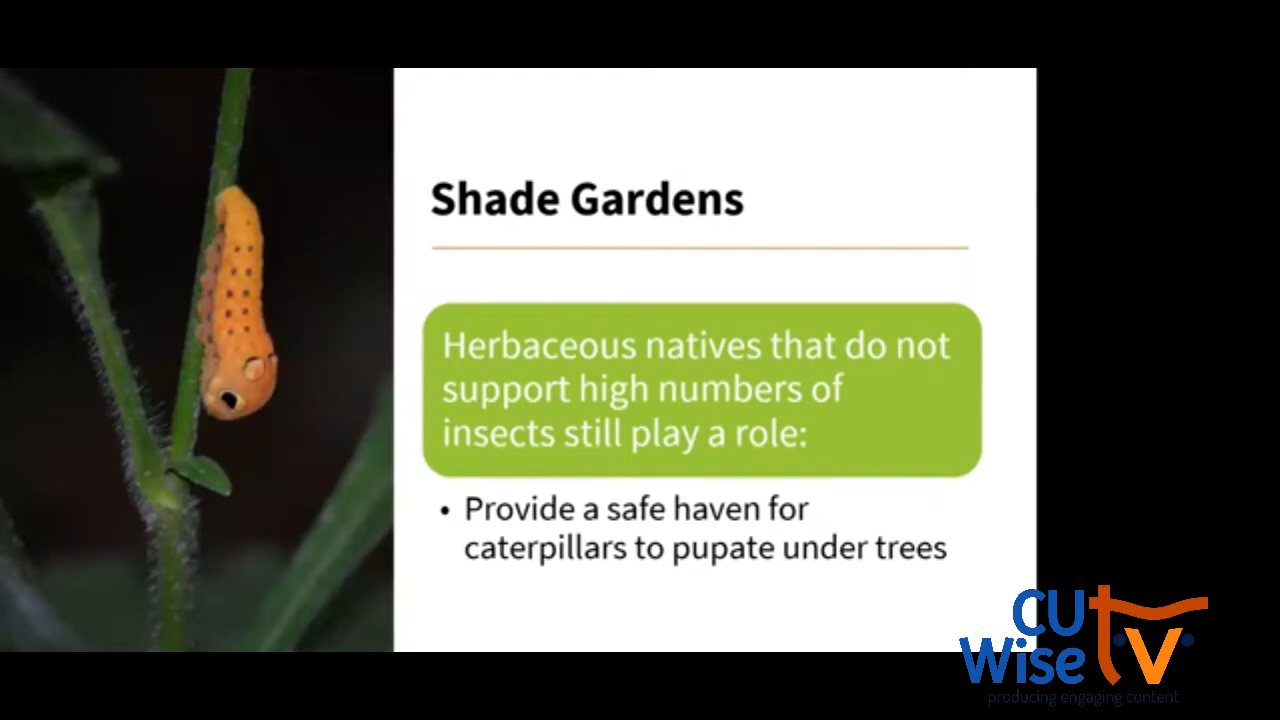 Shade Gardens
Herbaceous natives that do not
support high numbers of
insects still play a role:
• Provide a safe haven for
caterpillars to pupate under trees
CU
Wise tv
producing engaging content